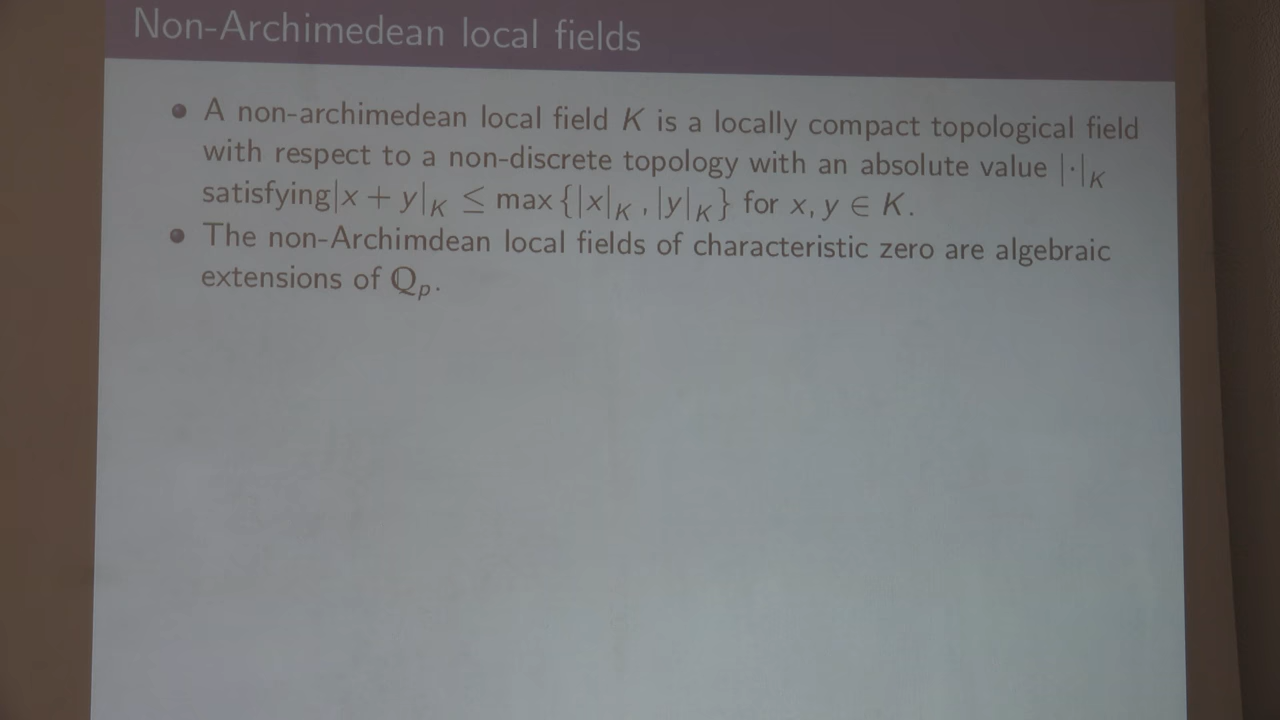 Non-Archimedean local fields
• A non-archimedean local field K is a locally compact topological field
with respect to a non-discrete topology with an absolute value |·|_K
satisfying|x + y|_K ≤ max {|x|_K , |y|_K} for x, y ∈ K.
• The non-Archimdean local fields of characteristic zero are algebraic
extensions of ℚ_p.